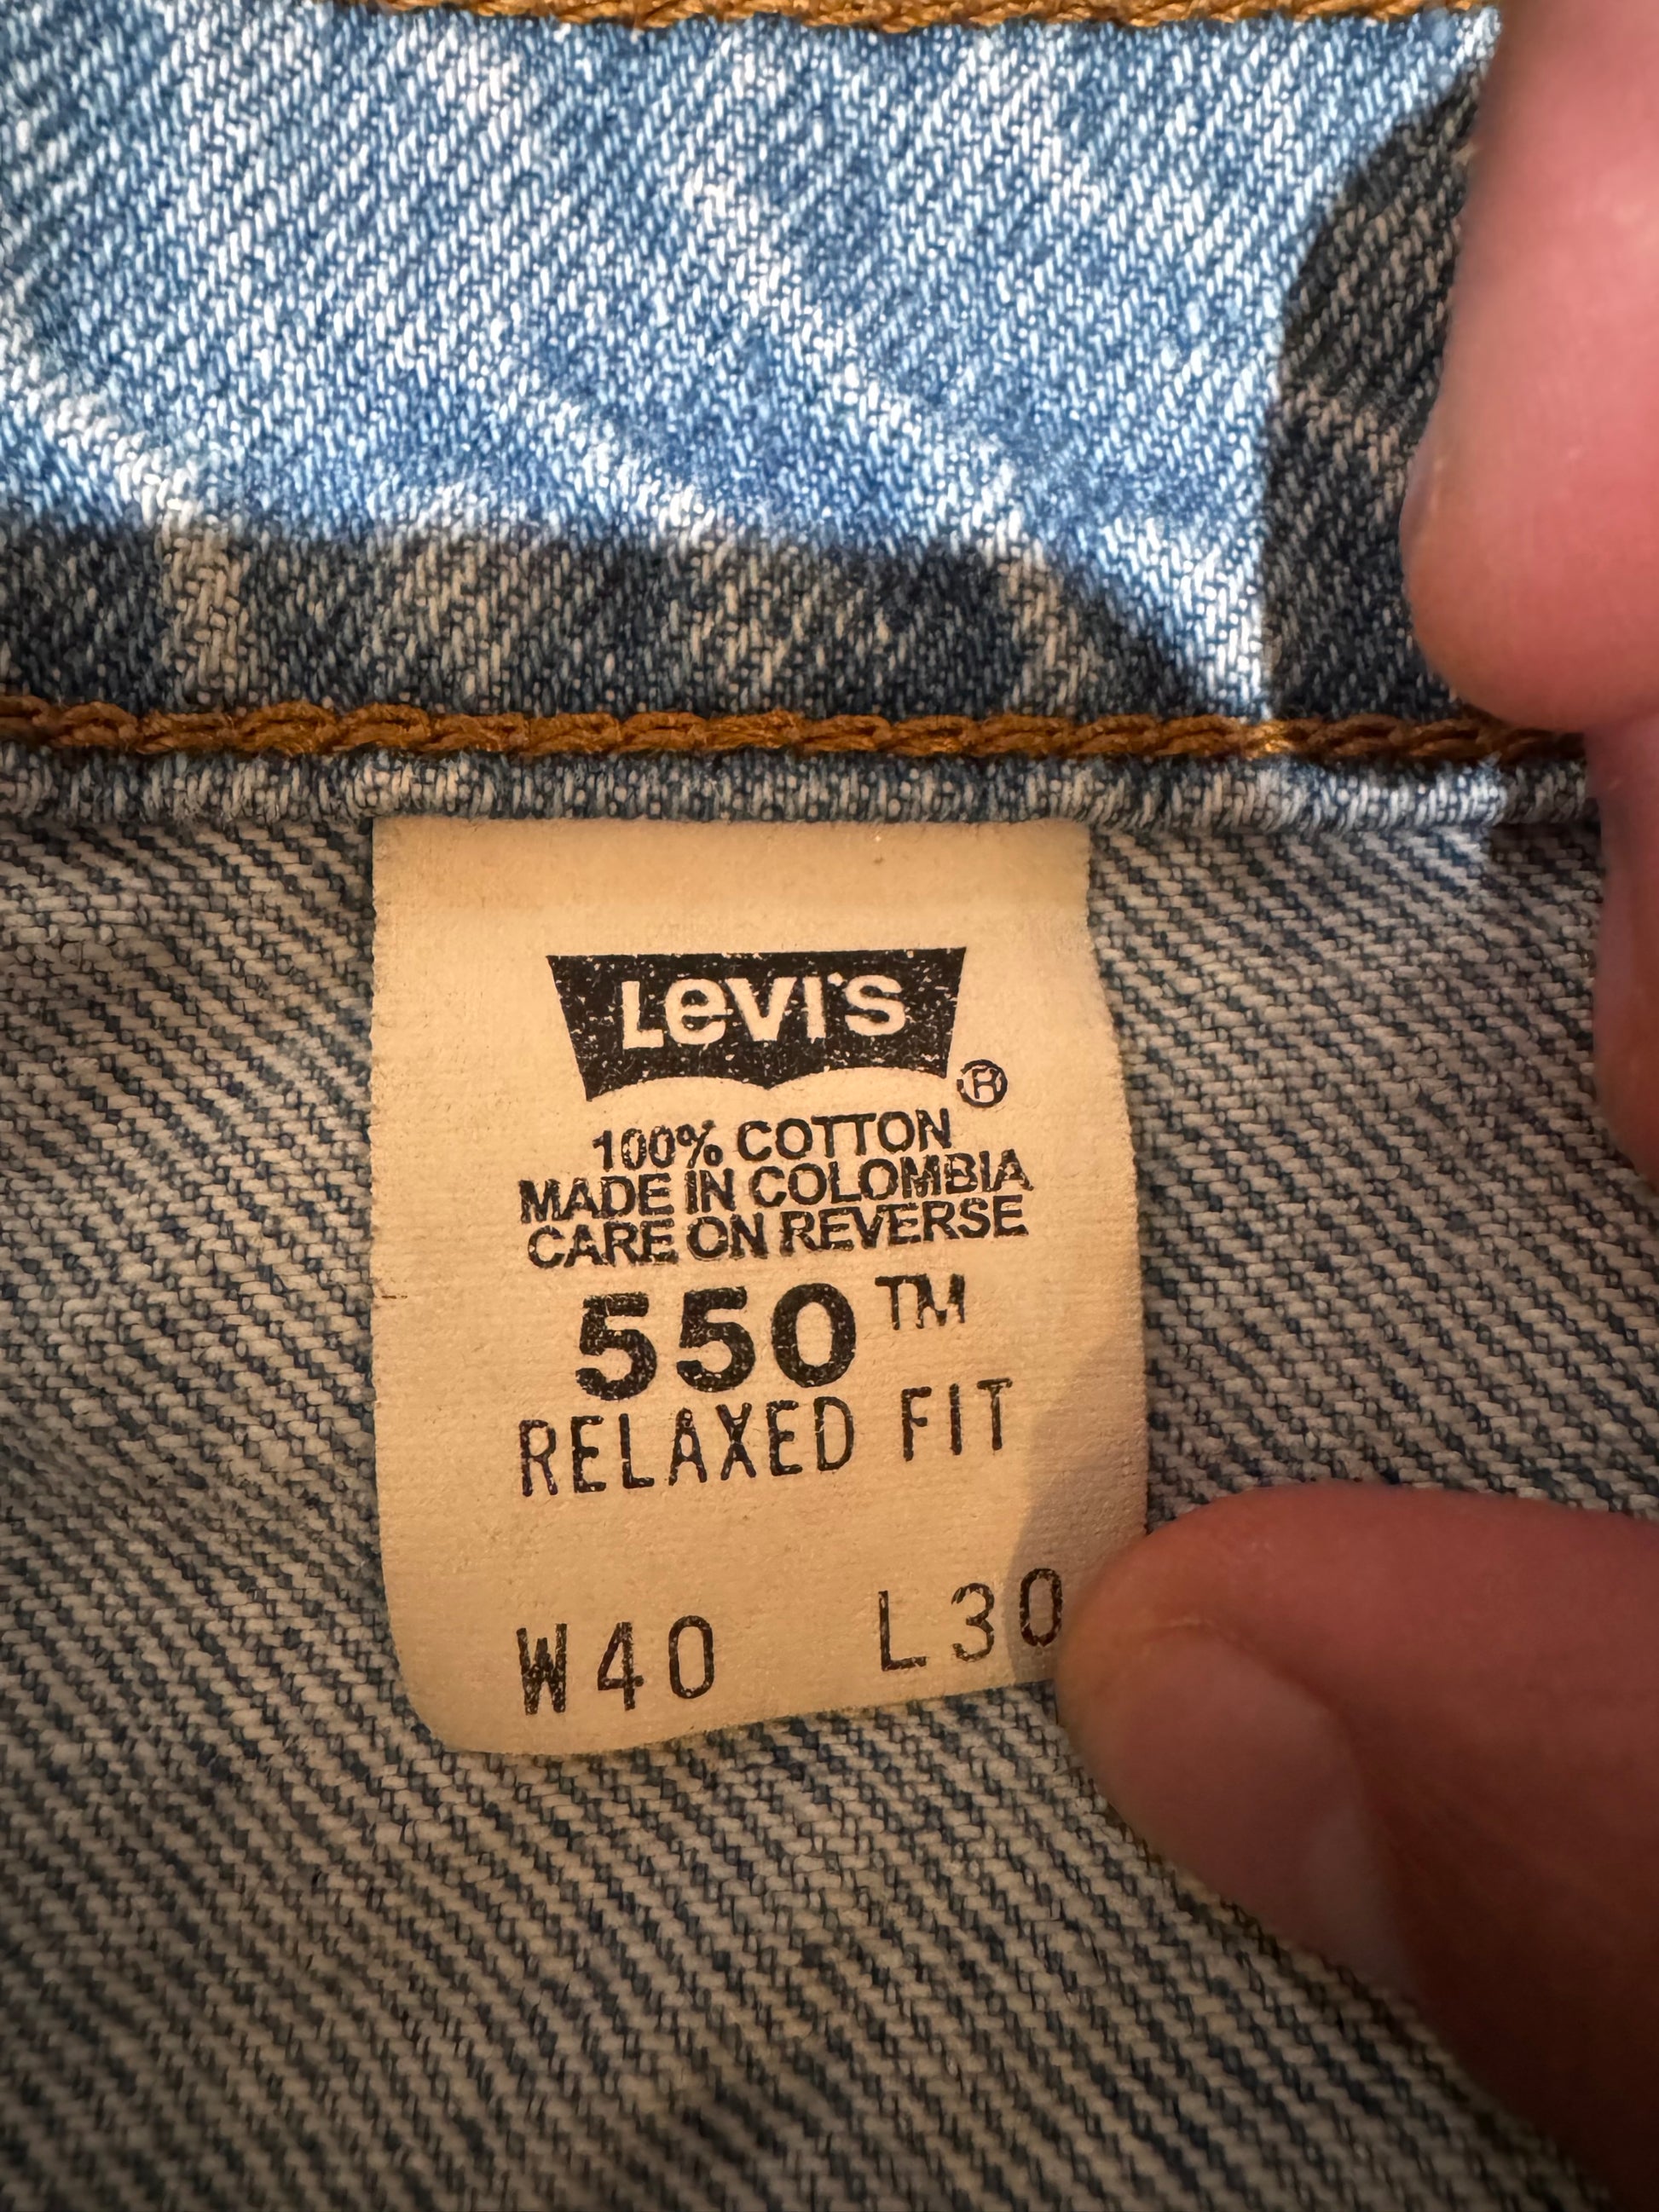 Levi's
®
100% COTTON
MADE IN COLOMBIA
CARE ON REVERSE
550™
RELAXED FIT
W40 L30